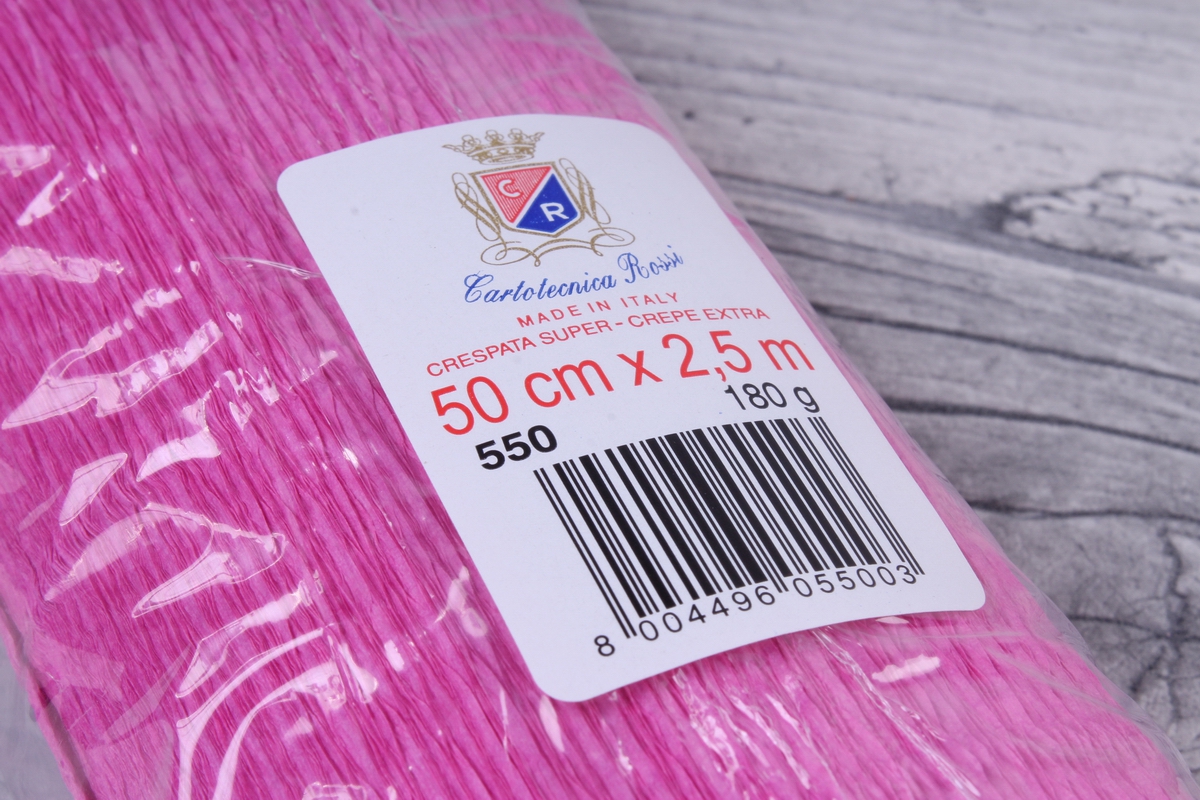 C
R
Cartotecnica Rossi
MADE IN ITALY
CRESPATA SUPER-CREPE EXTRA
50 cm x 2,5 m
180 g
550
8 004496 055003